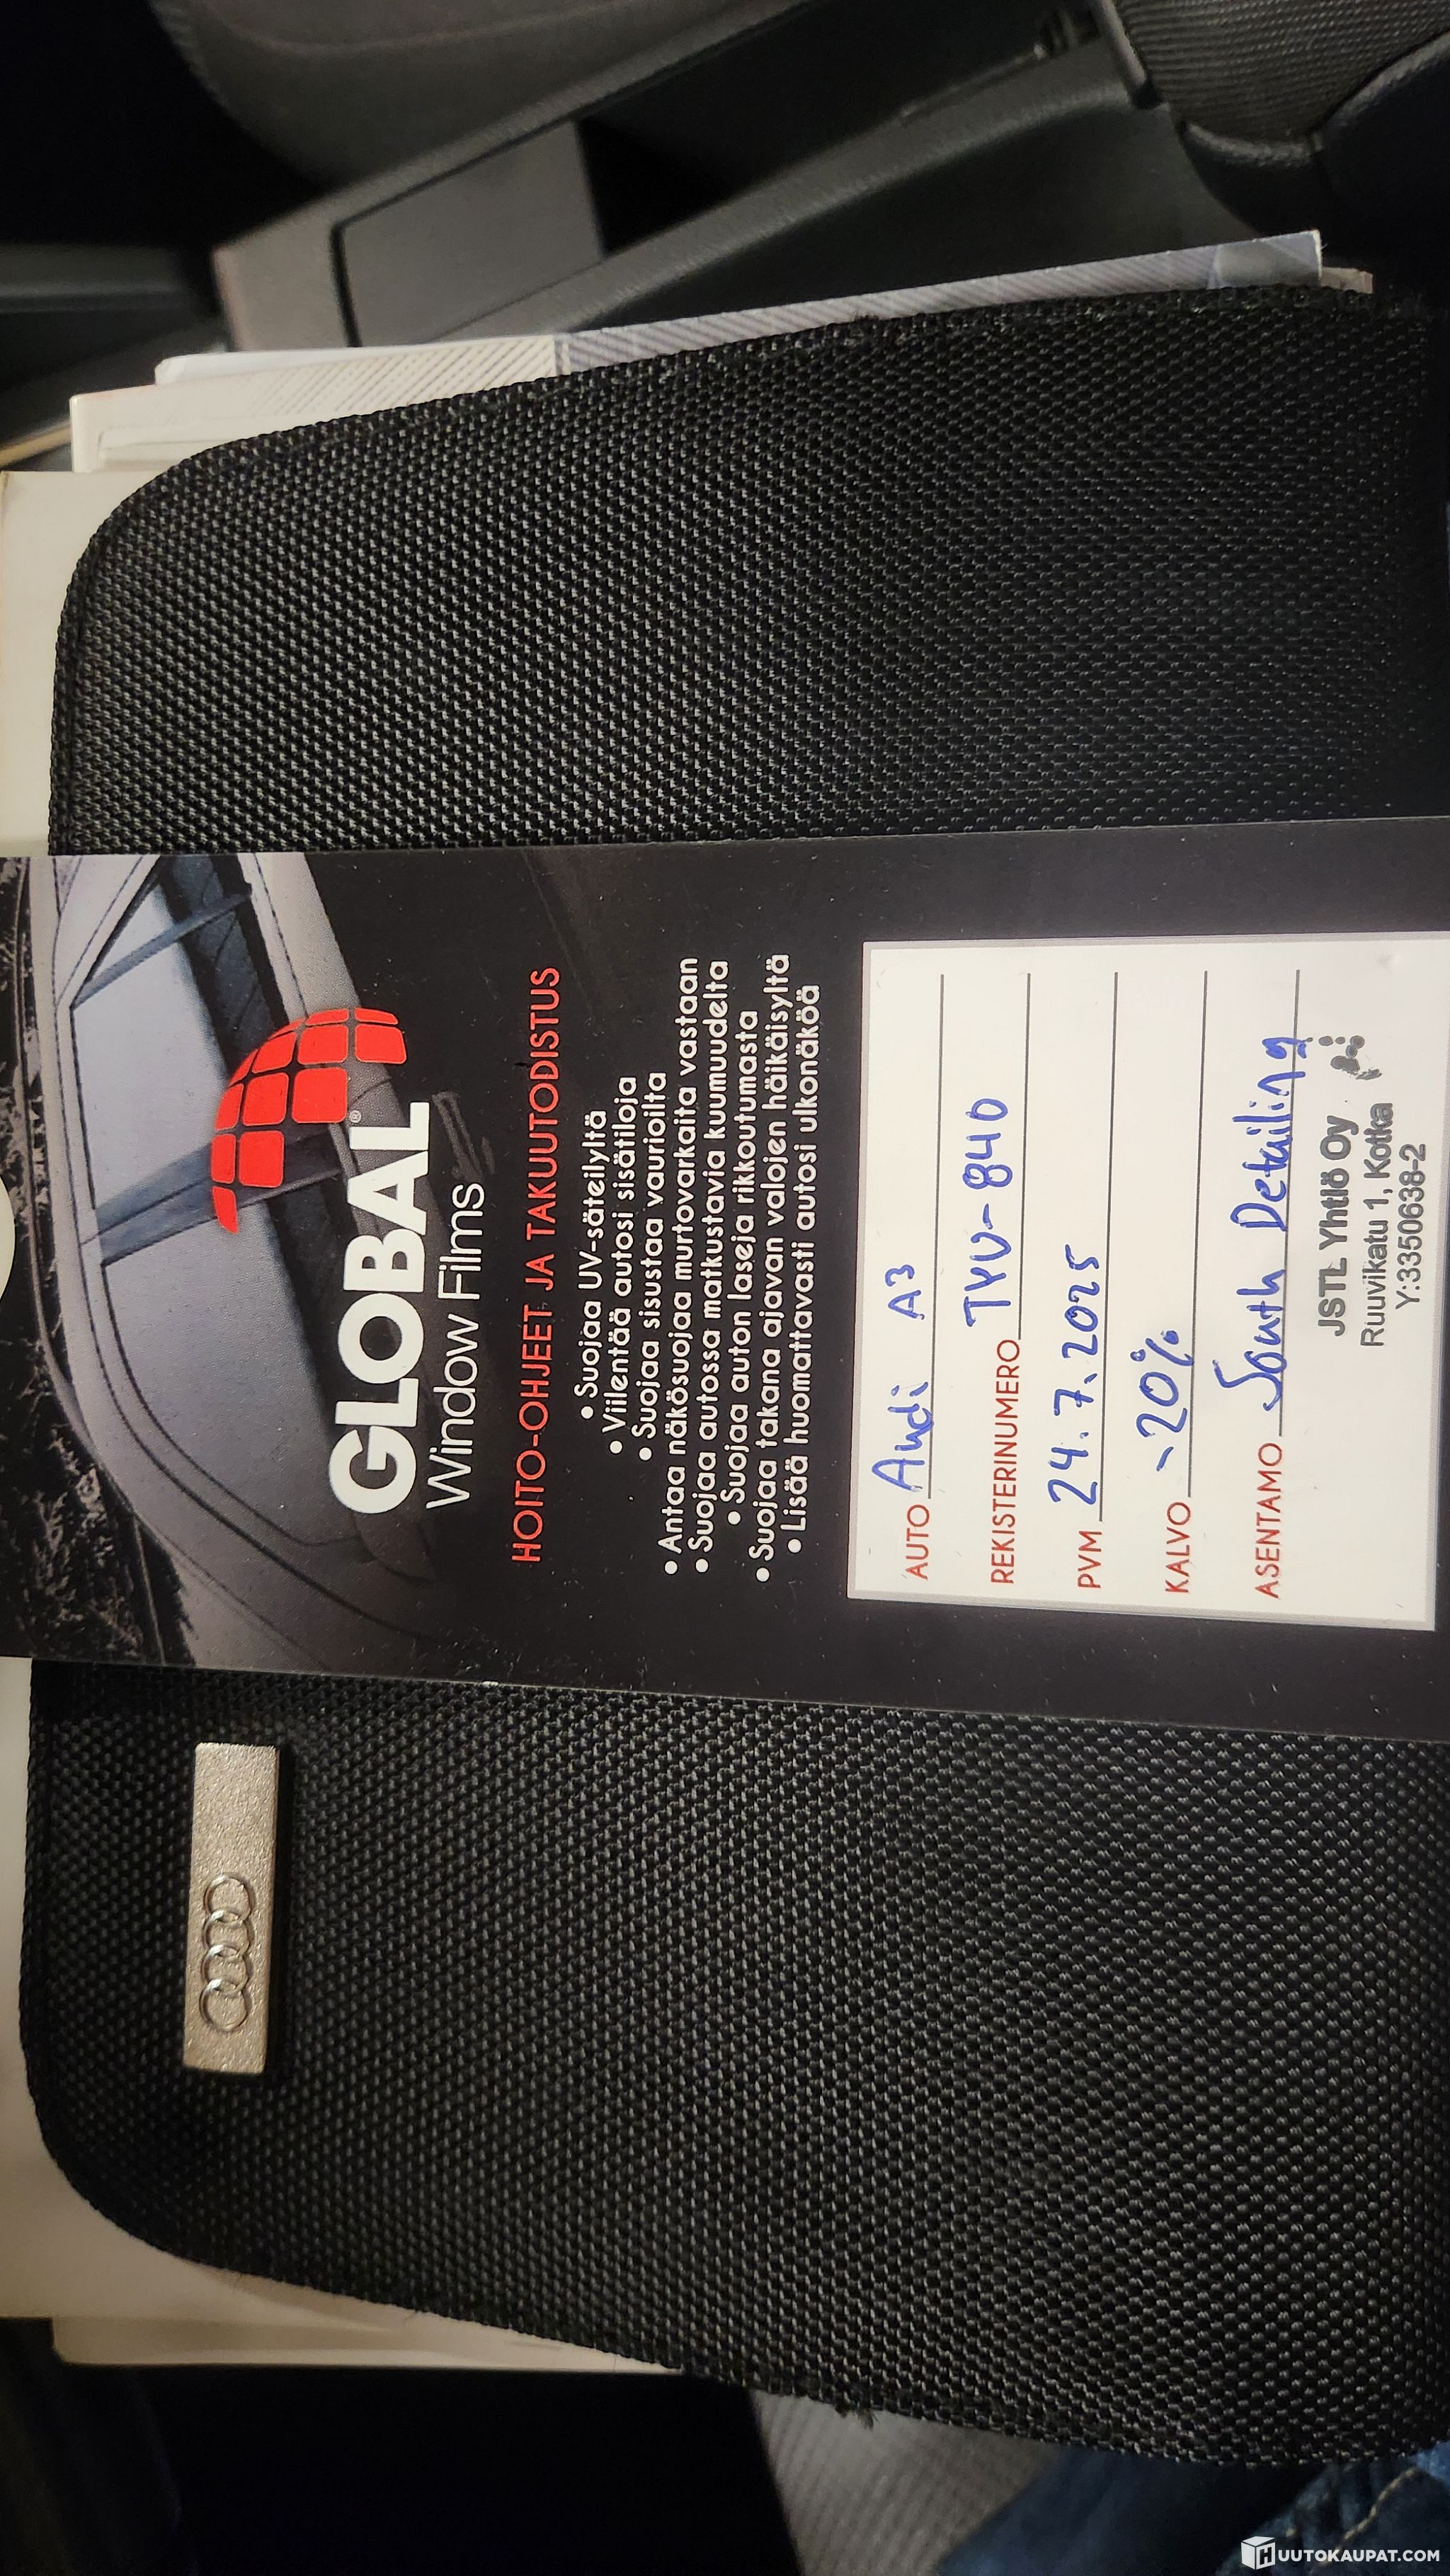 GLOBAL®
Window Films
HOITO-OHJEET JA TAKUUTODISTUS
• Suojaa UV-säteilyltä
• Viilentää autosi sisätiloja
• Suojaa sisustaa vaurioilta
• Antaa näkösuojaa murtovarkaita vastaan
• Suojaa autossa matkustavia kuumuudelta
• Suojaa auton laseja rikoutumasta
• Suojaa takana ajavan valojen häikäisyltä
• Lisää huomattavasti autosi ulkonäköä
AUTO Audi A3
REKISTERINUMERO TYV-840
PVM 24.7.2025
KALVO ~20%
ASENTAMO South Detailing
JSTL Yhtiö Oy
Ruuvikatu 1, Kotka
Y:3350638-2
HUUTOKAUPAT.COM